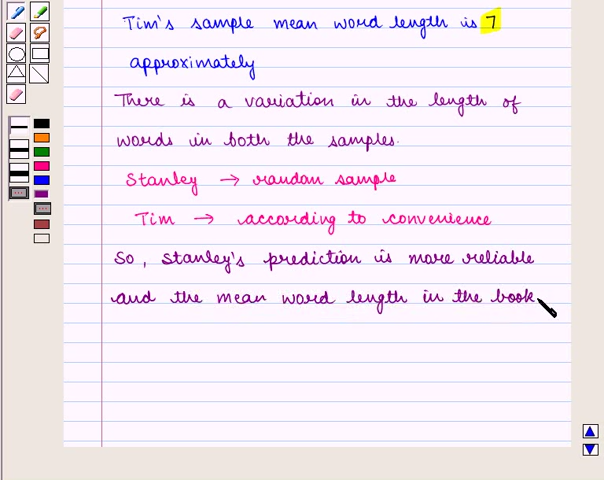 Tim's sample mean word length is 7
approximately
There is a variation in the length of
words in both the samples.
Stanley → randon sample
Tim → according to convenience
So, Stanley's prediction is more reliable
and the mean word length in the book